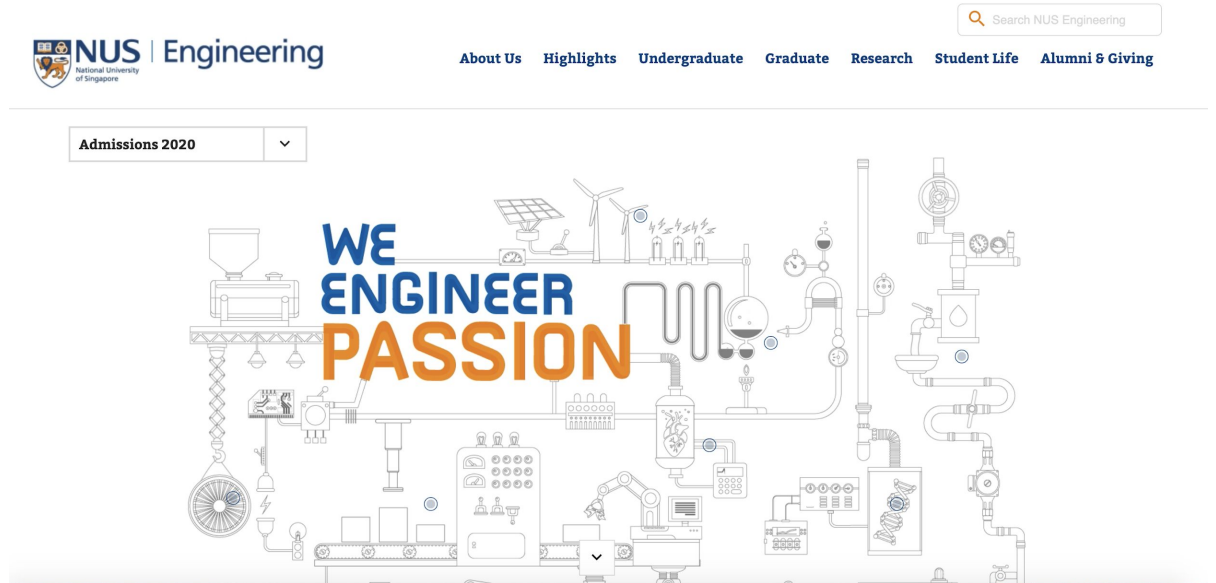 Search NUS Engineering
NUS | Engineering
National University
of Singapore
About Us Highlights Undergraduate Graduate Research Student Life Alumni & Giving
Admissions 2020
WE
ENGINEER
PASSION